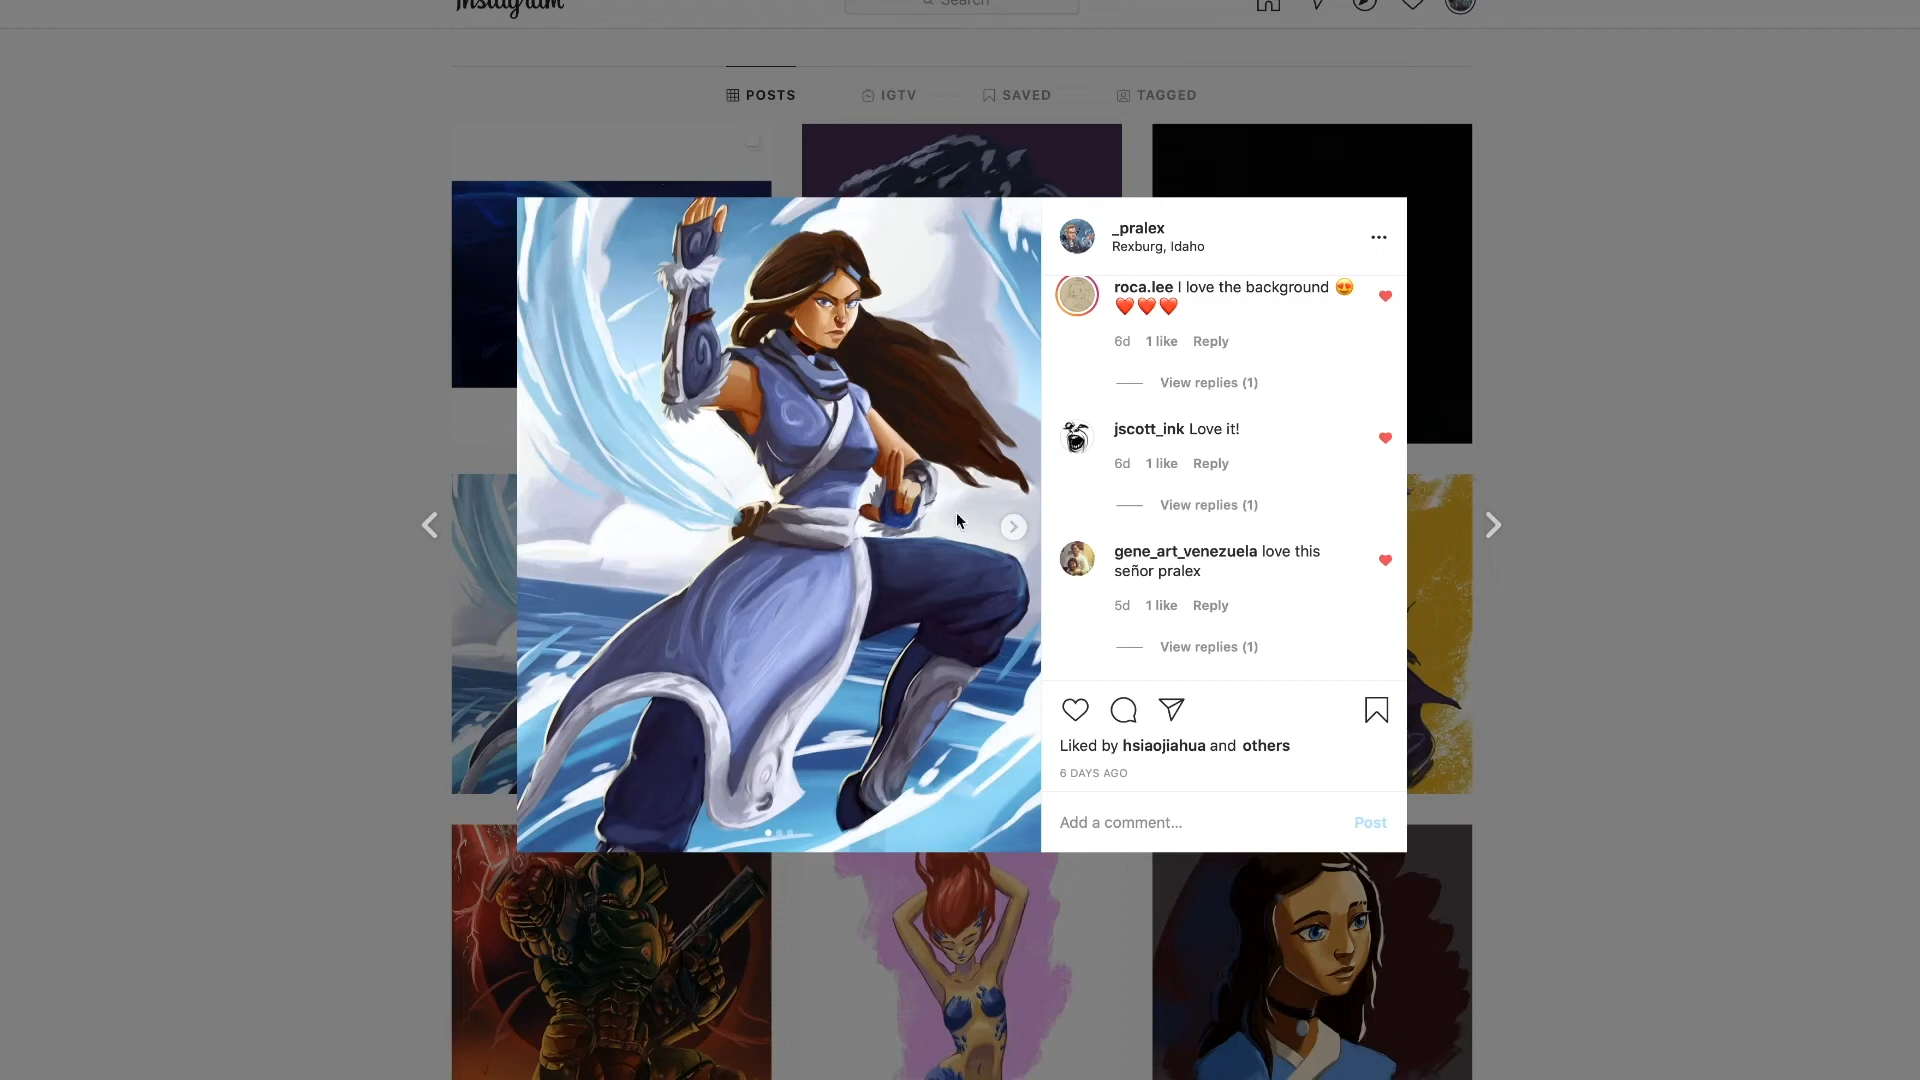 Instagram
Search
POSTS
IGTV
SAVED
TAGGED
_pralex
Rexburg, Idaho
roca.lee I love the background 😍
❤️❤️❤️
6d 1 like Reply
View replies (1)
jscott_ink Love it!
6d 1 like Reply
View replies (1)
gene_art_venezuela love this
señor pralex
5d 1 like Reply
View replies (1)
Liked by hsiaojiahua and others
6 DAYS AGO
Add a comment...
Post